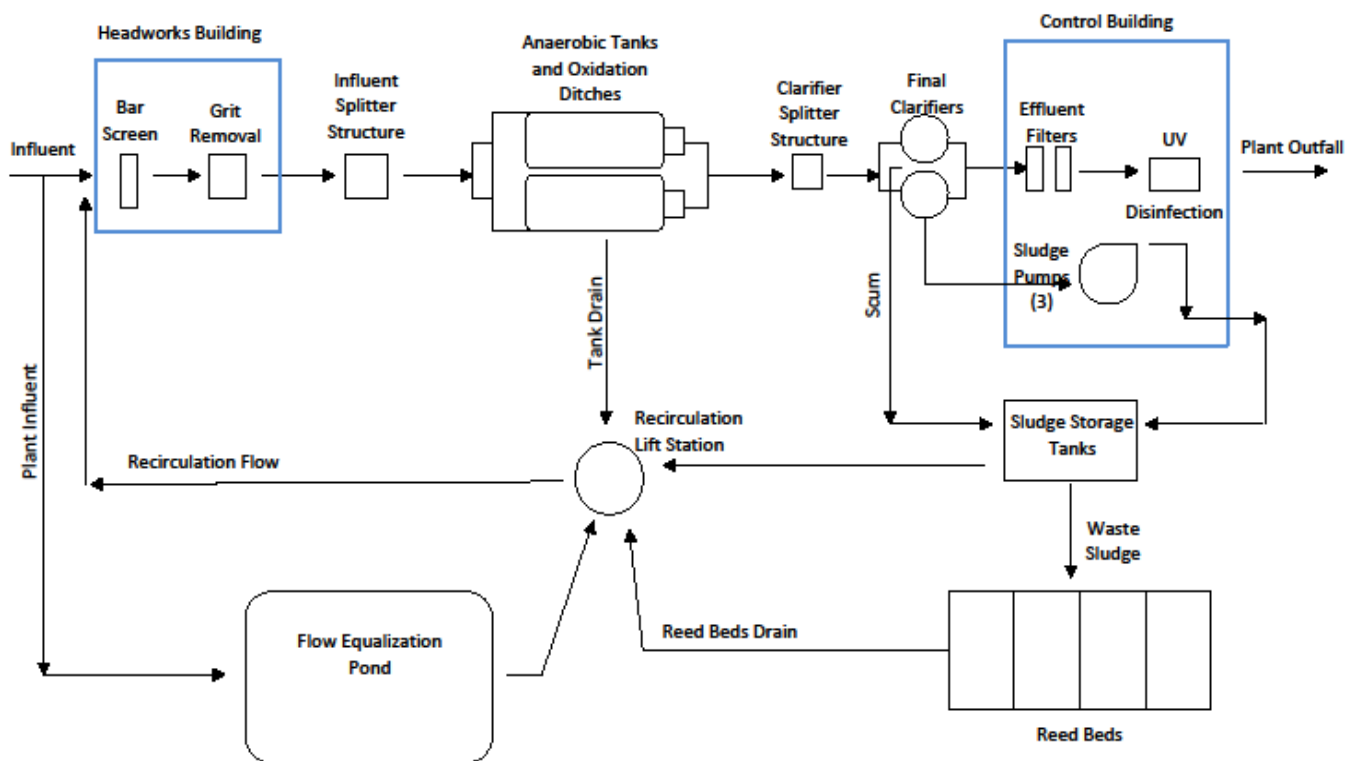 Headworks Building
Control Building
Anaerobic Tanks
and Oxidation
Ditches
Influent
Splitter
Structure
Clarifier
Splitter
Structure
Final
Clarifiers
Bar
Screen
Grit
Removal
Effluent
Filters
UV
Influent
Plant Outfall
Disinfection
Sludge
Pumps
(3)
Scum
Tank Drain
Plant Influent
Recirculation
Lift Station
Sludge Storage
Tanks
Recirculation Flow
Waste
Sludge
Flow Equalization
Pond
Reed Beds Drain
Reed Beds